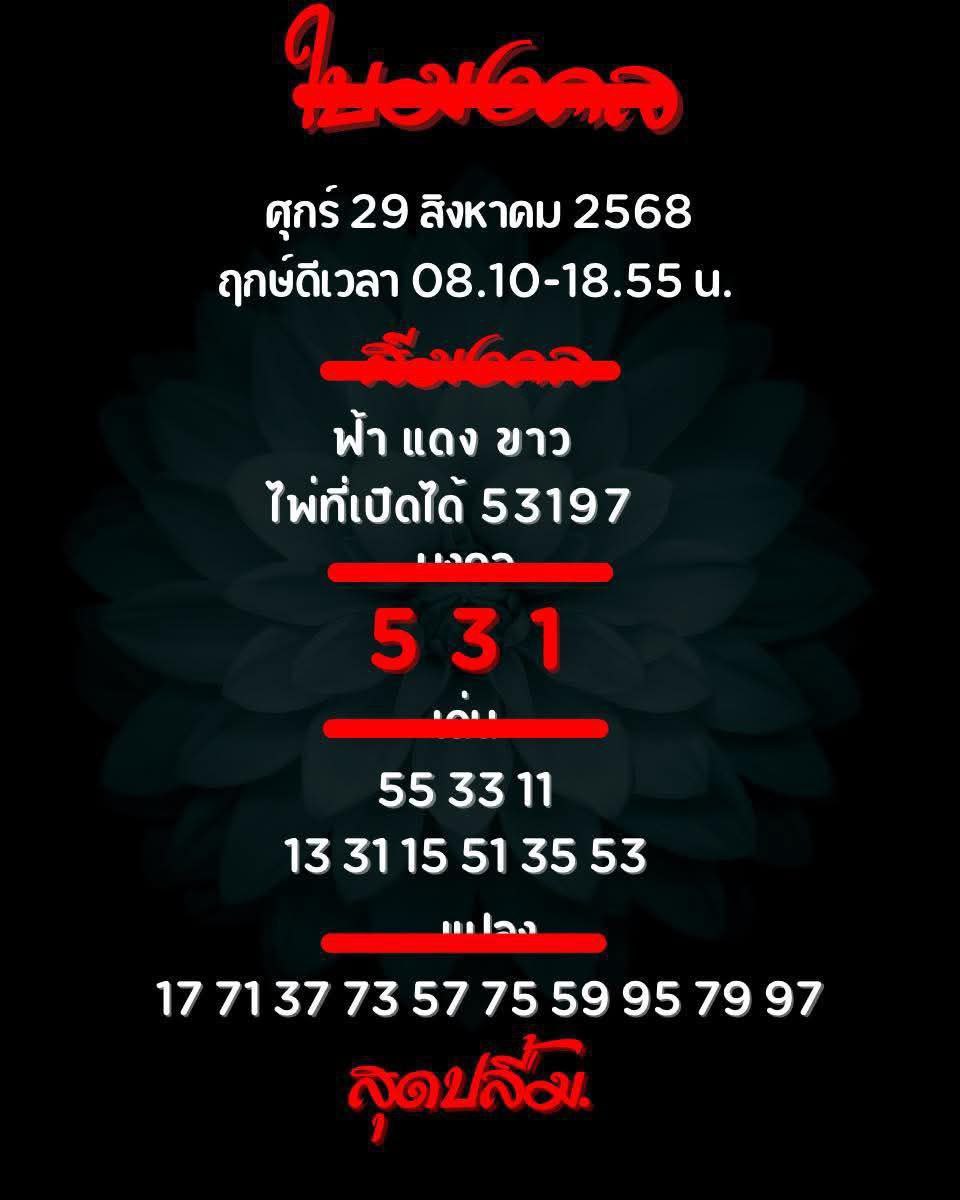 ศุกร์ 29 สิงหาคม 2568
ฤกษ์ดีเวลา 08.10-18.55 น.
ฟ้า แดง ขาว
ไพ่ที่เปิดได้ 53197
5 3 1
55 33 11
13 31 15 51 35 53
17 71 37 73 57 75 59 95 79 97
สุดปลื้ม.